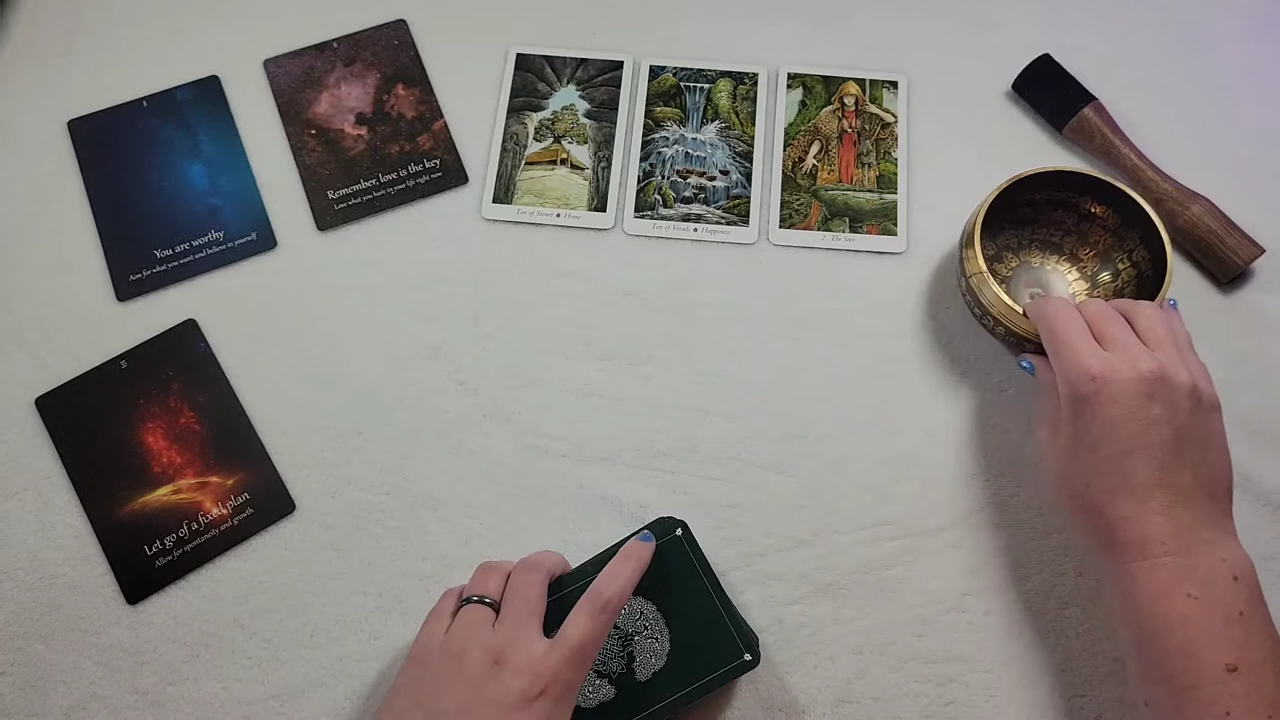 8
You are worthy
Aim for what you want and believe in yourself
Remember, love is the key
Love what you have in your life right now
Ten of Stones Home
Ten of Vessels Happiness
2 The Seer
35
Let go of a fixed plan
Allow for spontaneity and growth